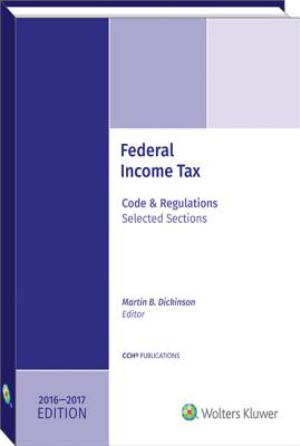 Federal
Income Tax
Code & Regulations
Selected Sections
Martin B. Dickinson
Editor
CCH® PUBLICATIONS
2016—2017
EDITION
Wolters Kluwer